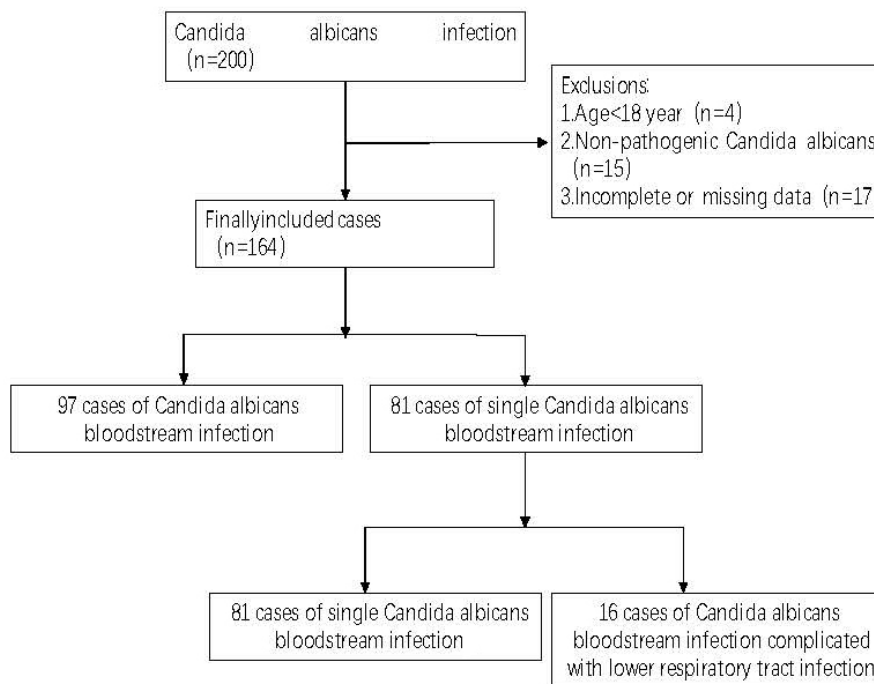 Candida albicans infection
(n=200)
Exclusions:
1.Age<18 year (n=4)
2.Non-pathogenic Candida albicans
(n=15)
3.Incomplete or missing data (n=17
Finallyincluded cases
(n=164)
97 cases of Candida albicans
bloodstream infection
81 cases of single Candida albicans
bloodstream infection
81 cases of single Candida albicans
bloodstream infection
16 cases of Candida albicans
bloodstream infection complicated
with lower respiratory tract infection